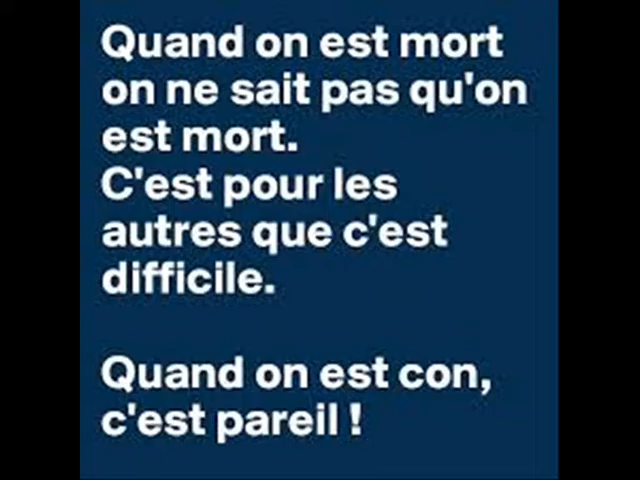 Quand on est mort
on ne sait pas qu'on
est mort.
C'est pour les
autres que c'est
difficile.
Quand on est con,
c'est pareil !